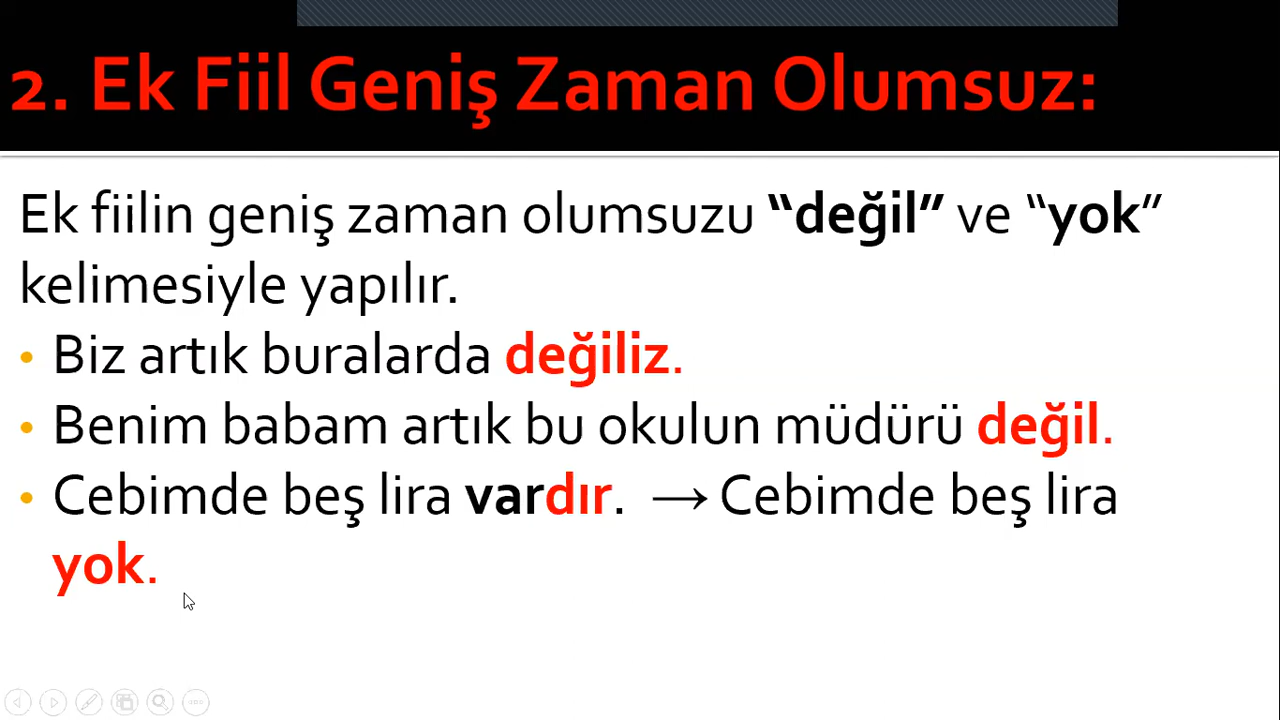 2. Ek Fiil Geniş Zaman Olumsuz:
Ek fiilin geniş zaman olumsuzu “değil” ve “yok”
kelimesiyle yapılır.
• Biz artık buralarda değiliz.
• Benim babam artık bu okulun müdürü değil.
• Cebimde beş lira vardır. → Cebimde beş lira
yok.